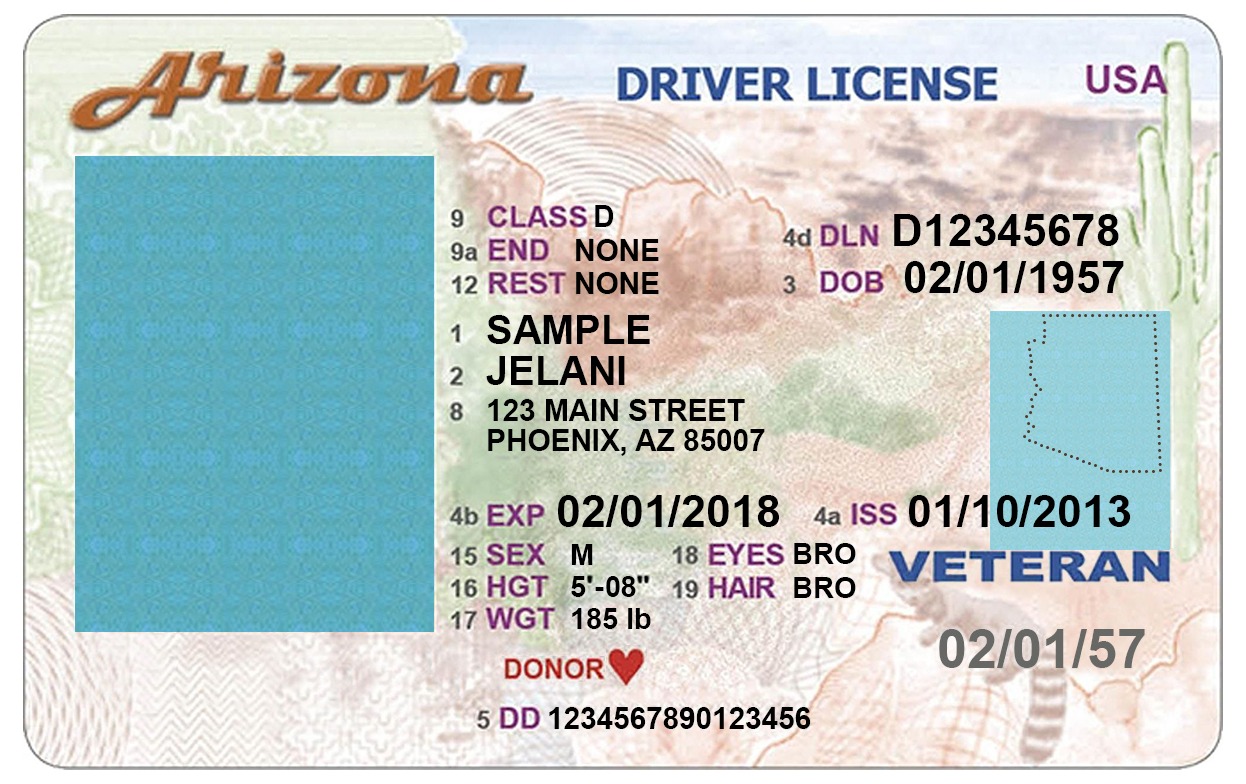 Arizona DRIVER LICENSE USA
9 CLASS D
9a END NONE
12 REST NONE
4d DLN D12345678
3 DOB 02/01/1957
1 SAMPLE
2 JELANI
8 123 MAIN STREET
PHOENIX, AZ 85007
4b EXP 02/01/2018 4a ISS 01/10/2013
15 SEX M 18 EYES BRO
16 HGT 5'-08" 19 HAIR BRO
17 WGT 185 lb
VETERAN
02/01/57
DONOR
5 DD 1234567890123456